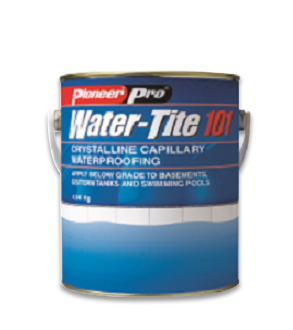 Pioneer Pro
Water-Tite 101
CRYSTALLINE CAPILLARY
WATERPROOFING
APPLY BELOW GRADE TO BASEMENTS,
CISTERN TANKS AND SWIMMING POOLS